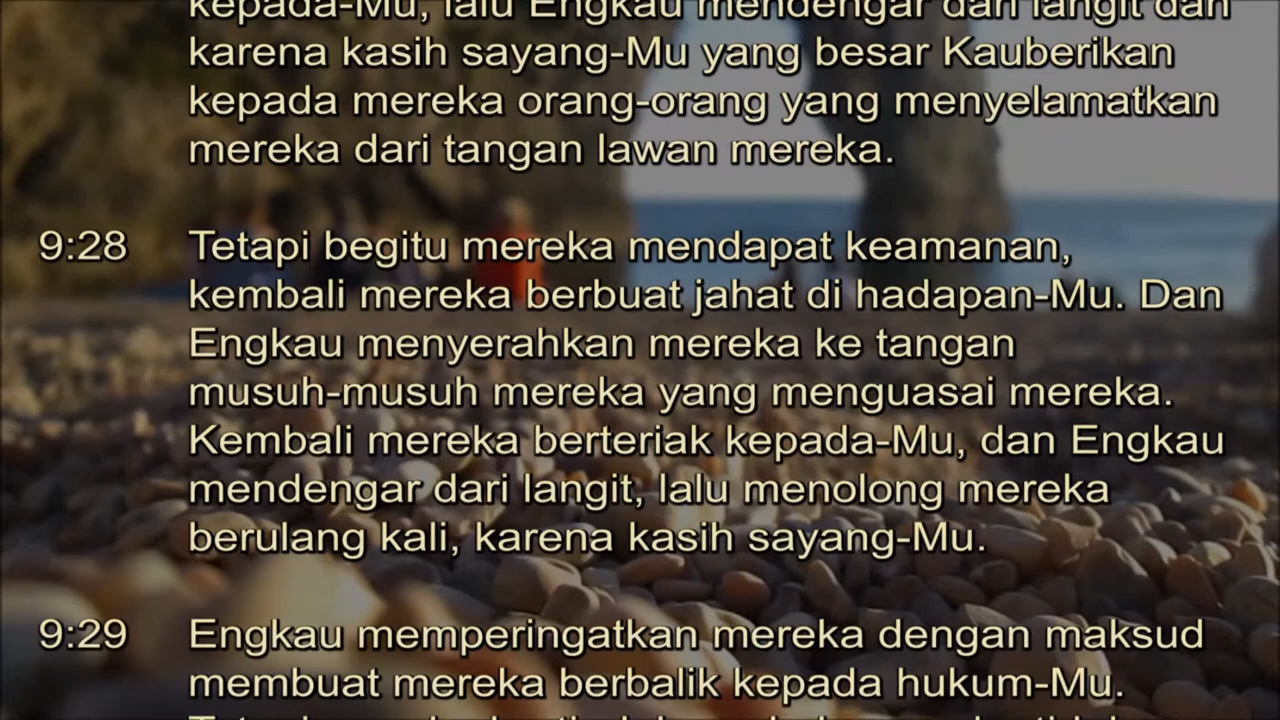 kepada-Mu, lalu Engkau mendengar dari langit dan
karena kasih sayang-Mu yang besar Kauberikan
kepada mereka orang-orang yang menyelamatkan
mereka dari tangan lawan mereka.
9:28 Tetapi begitu mereka mendapat keamanan,
kembali mereka berbuat jahat di hadapan-Mu. Dan
Engkau menyerahkan mereka ke tangan
musuh-musuh mereka yang menguasai mereka.
Kembali mereka berteriak kepada-Mu, dan Engkau
mendengar dari langit, lalu menolong mereka
berulang kali, karena kasih sayang-Mu.
9:29 Engkau memperingatkan mereka dengan maksud
membuat mereka berbalik kepada hukum-Mu.